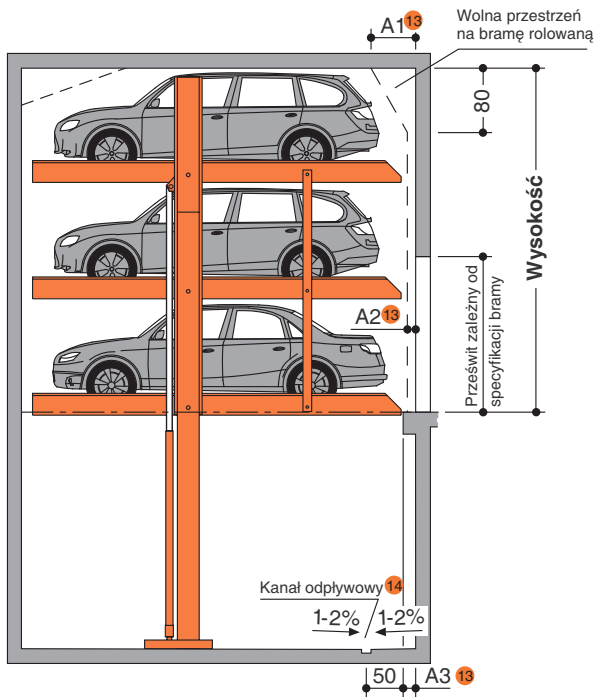 A1 13
Wolna przestrzeń
na bramę rolowaną
80
Wysokość
A2 13
Prześwit zależny od
specyfikacji bramy
Kanał odpływowy 14
1-2% 1-2%
50 A3 13